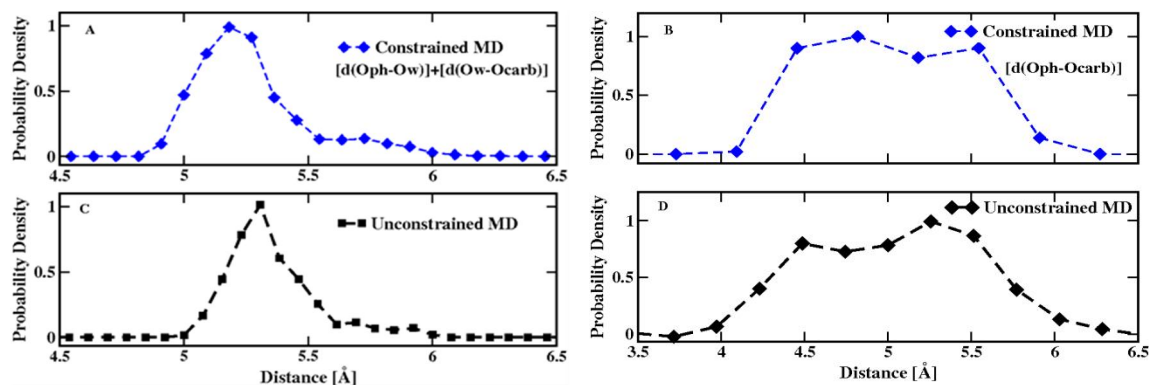 A
Constrained MD
[d(Oph-Ow)]+[d(Ow-Ocarb)]
Probability Density
1
0.5
0
4.5 5 5.5 6 6.5
B
Constrained MD
[d(Oph-Ocarb)]
Probability Density
1
0.5
0
C
Unconstrained MD
Probability Density
1
0.5
0
4.5 5 5.5 6 6.5
Distance [Å]
D
Unconstrained MD
Probability Density
1
0.5
0
3.5 4 4.5 5 5.5 6 6.5
Distance [Å]